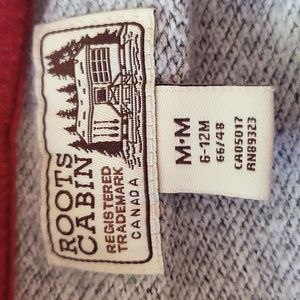 ROOTS
CABIN
REGISTERED
TRADEMARK
CANADA
M·M
6-12M
66/48
CA05017
RN89323